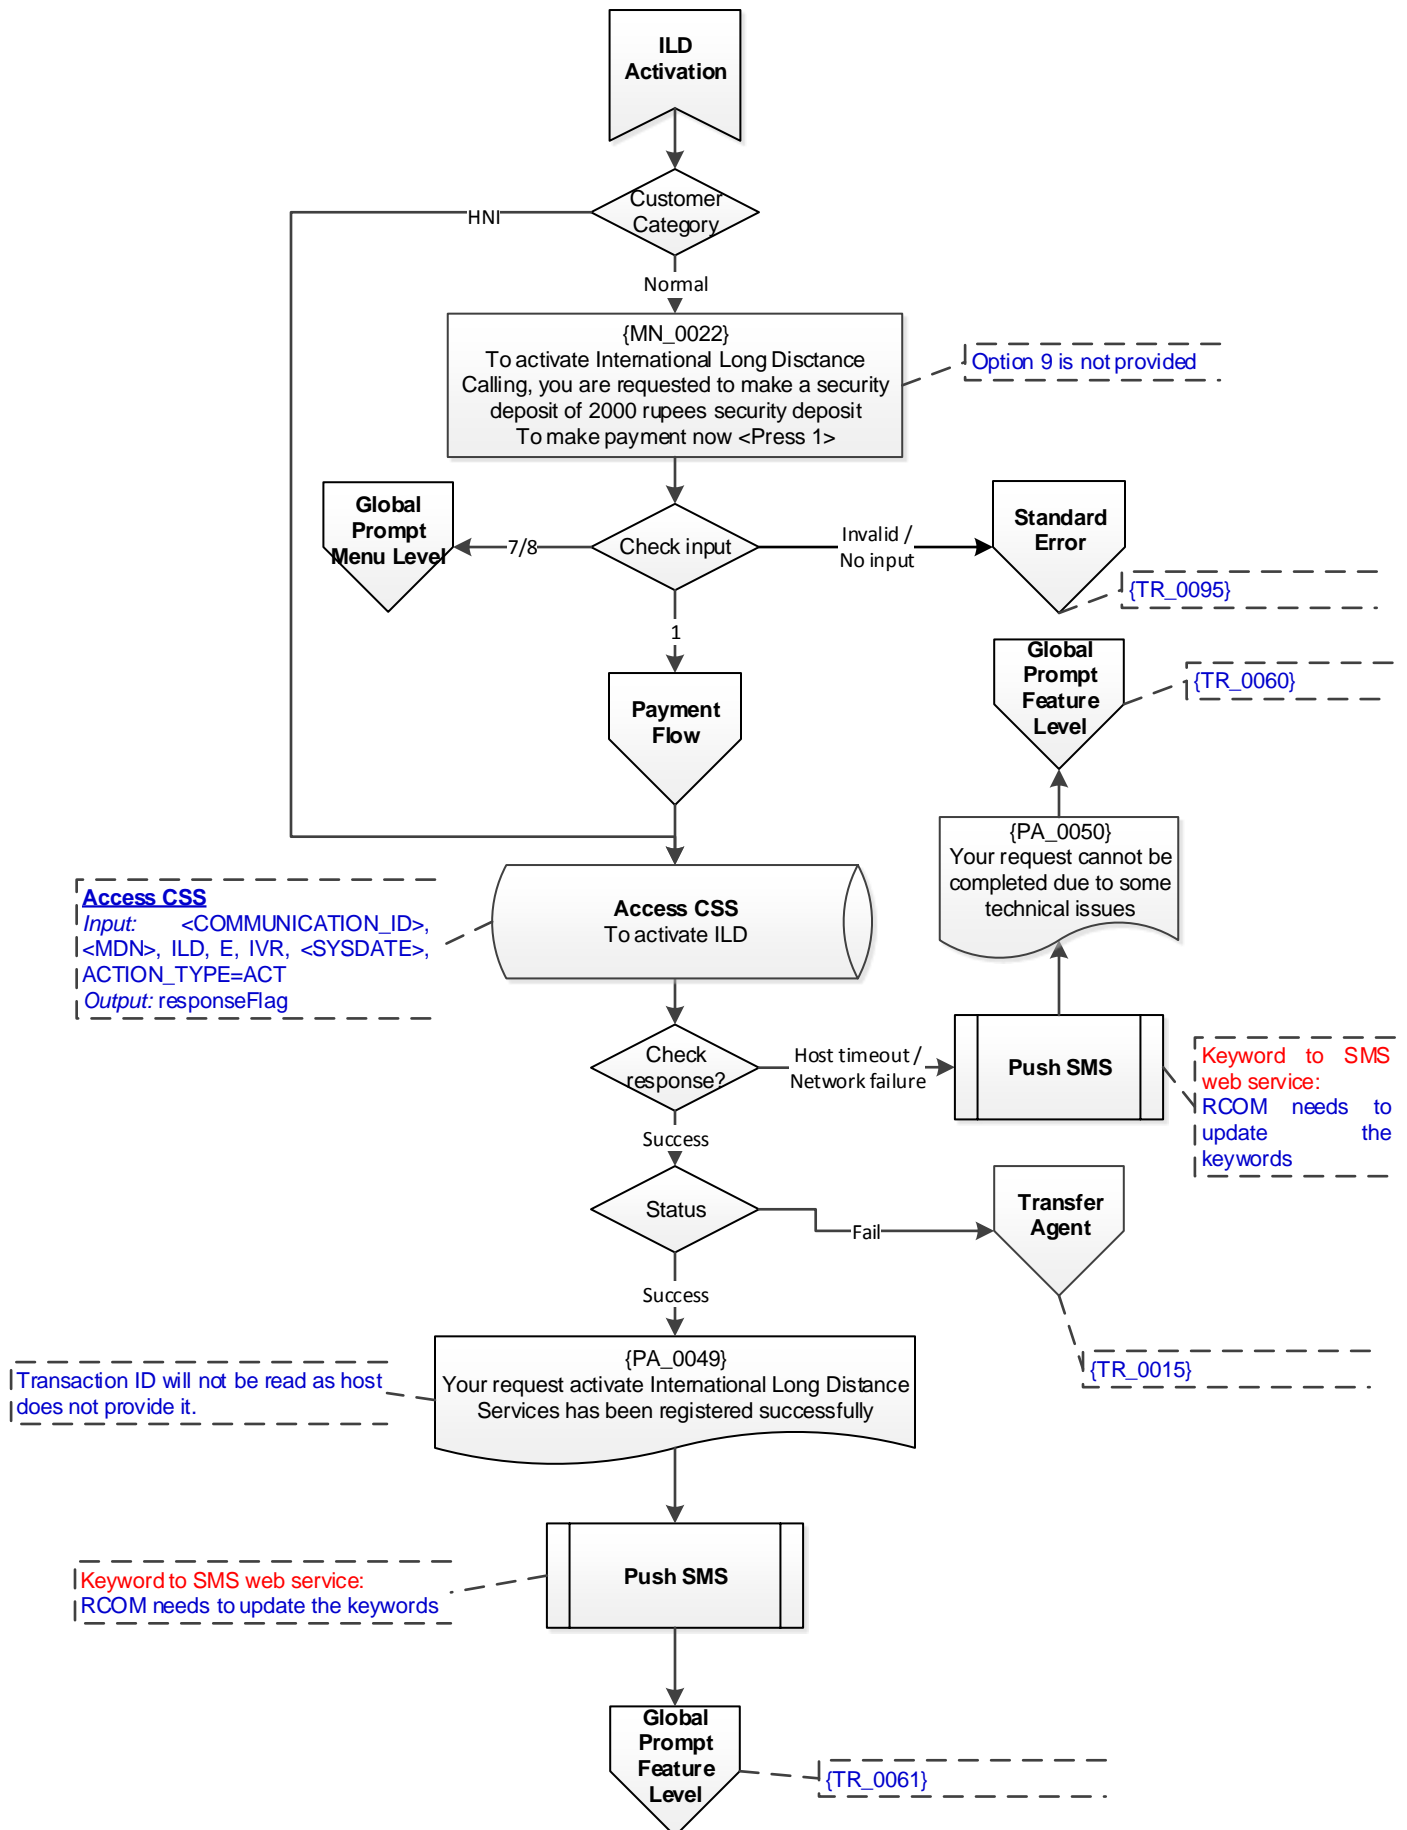 ILD
Activation
Customer
Category
HNI
Normal
{MN_0022}
To activate International Long Disctance
Calling, you are requested to make a security
deposit of 2000 rupees security deposit
To make payment now <Press 1>
Option 9 is not provided
Global
Prompt
Menu Level
7/8
Check input
Invalid /
No input
Standard
Error
{TR_0095}
1
Payment
Flow
Global
Prompt
Feature
Level
{TR_0060}
{PA_0050}
Your request cannot be
completed due to some
technical issues
Access CSS
Input: <COMMUNICATION_ID>,
<MDN>, ILD, E, IVR, <SYSDATE>,
ACTION_TYPE=ACT
Output: responseFlag
Access CSS
To activate ILD
Check
response?
Host timeout /
Network failure
Push SMS
Keyword to SMS
web service:
RCOM needs to
update the
keywords
Success
Status
Fail
Transfer
Agent
{TR_0015}
Success
{PA_0049}
Your request activate International Long Distance
Services has been registered successfully
Transaction ID will not be read as host
does not provide it.
Push SMS
Keyword to SMS web service:
RCOM needs to update the keywords
Global
Prompt
Feature
Level
{TR_0061}